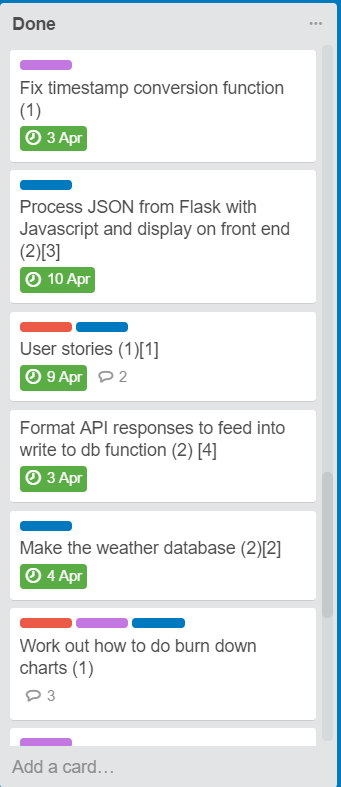 Done
Fix timestamp conversion function
(1)
3 Apr
Process JSON from Flask with
Javascript and display on front end
(2)[3]
10 Apr
User stories (1)[1]
9 Apr 2
Format API responses to feed into
write to db function (2) [4]
3 Apr
Make the weather database (2)[2]
4 Apr
Work out how to do burn down
charts (1)
3
Add a card…